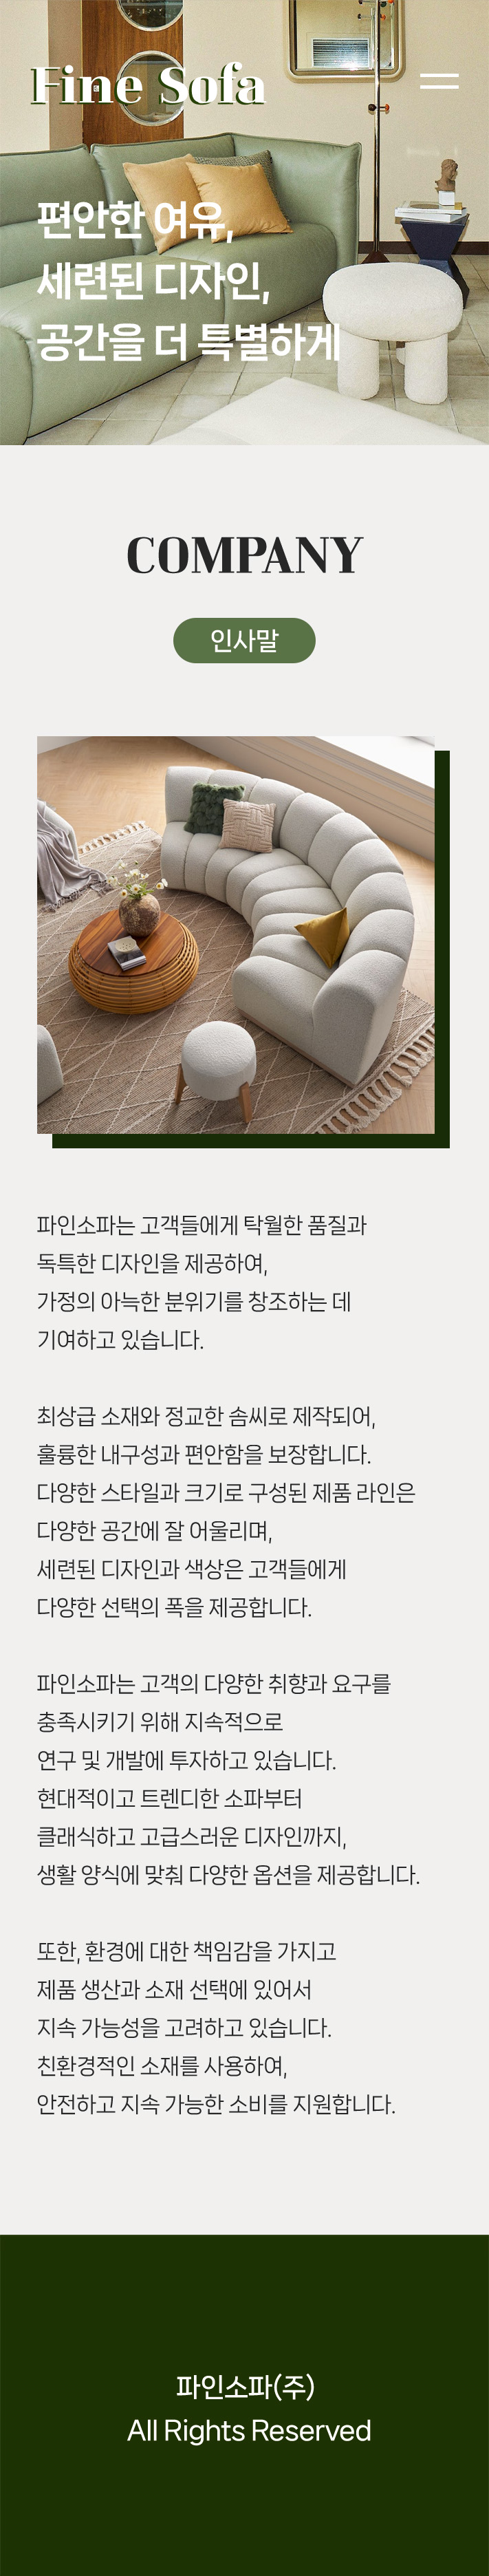 Fine Sofa
편안한 여유,
세련된 디자인,
공간을 더 특별하게
COMPANY
인사말
파인소파는 고객들에게 탁월한 품질과
독특한 디자인을 제공하여,
가정의 아늑한 분위기를 창조하는 데
기여하고 있습니다.
최상급 소재와 정교한 솜씨로 제작되어,
훌륭한 내구성과 편안함을 보장합니다.
다양한 스타일과 크기로 구성된 제품 라인은
다양한 공간에 잘 어울리며,
세련된 디자인과 색상은 고객들에게
다양한 선택의 폭을 제공합니다.
파인소파는 고객의 다양한 취향과 요구를
충족시키기 위해 지속적으로
연구 및 개발에 투자하고 있습니다.
현대적이고 트렌디한 소파부터
클래식하고 고급스러운 디자인까지,
생활 양식에 맞춰 다양한 옵션을 제공합니다.
또한, 환경에 대한 책임감을 가지고
제품 생산과 소재 선택에 있어서
지속 가능성을 고려하고 있습니다.
친환경적인 소재를 사용하여,
안전하고 지속 가능한 소비를 지원합니다.
파인소파(주)
All Rights Reserved